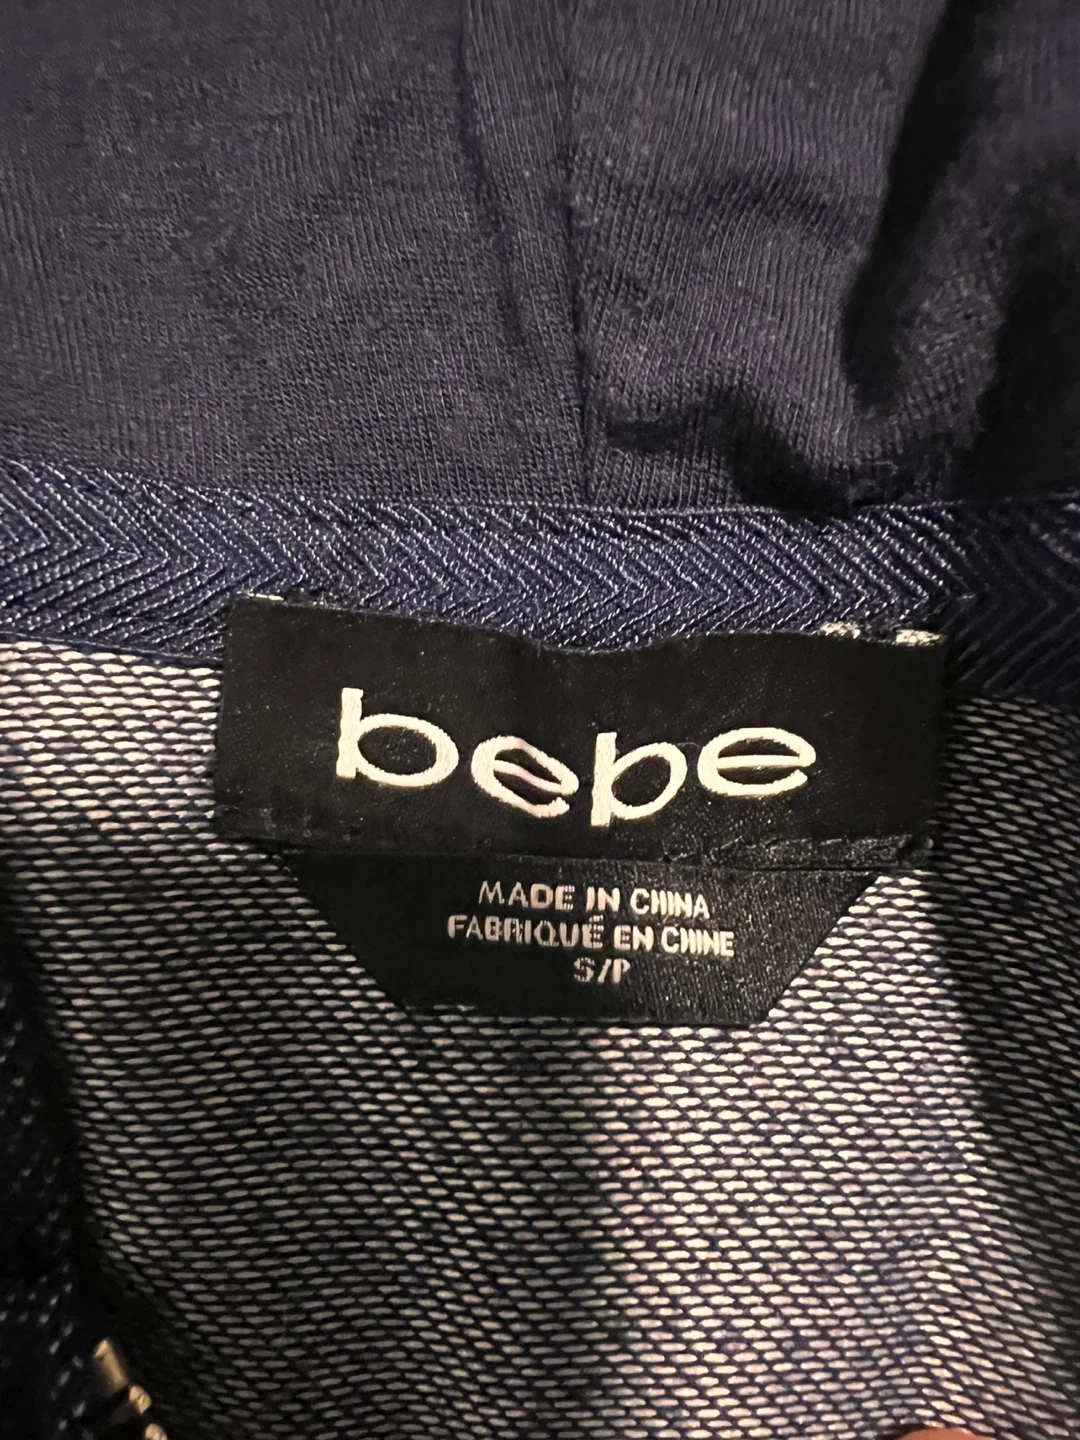 bebe
MADE IN CHINA
FABRIQUÉ EN CHINE
S/P